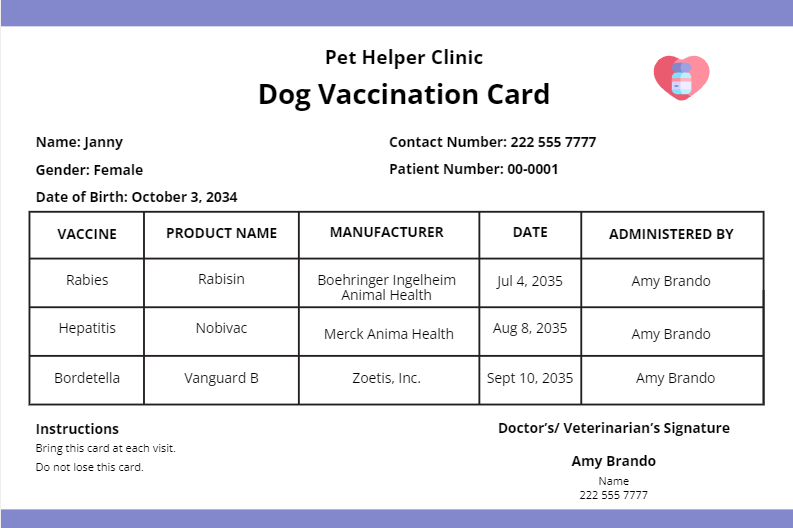 Pet Helper Clinic
Dog Vaccination Card
Name: Janny
Contact Number: 222 555 7777
Gender: Female
Patient Number: 00-0001
Date of Birth: October 3, 2034
VACCINE PRODUCT NAME MANUFACTURER DATE ADMINISTERED BY
Rabies Rabisin Boehringer Ingelheim Jul 4, 2035 Amy Brando
Animal Health
Hepatitis Nobivac Merck Anima Health Aug 8, 2035 Amy Brando
Bordetella Vanguard B Zoetis, Inc. Sept 10, 2035 Amy Brando
Instructions
Bring this card at each visit.
Do not lose this card.
Doctor’s/ Veterinarian’s Signature
Amy Brando
Name
222 555 7777